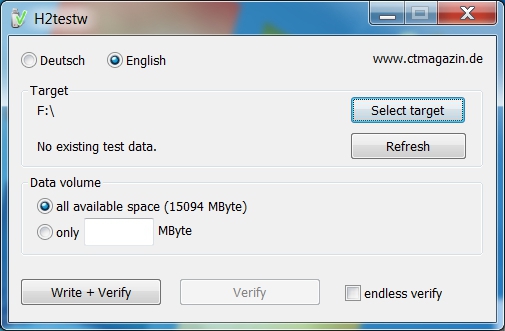 H2testw
Deutsch English www.ctmagazin.de
Target
F:\ Select target
No existing test data. Refresh
Data volume
all available space (15094 MByte)
only MByte
Write + Verify Verify endless verify